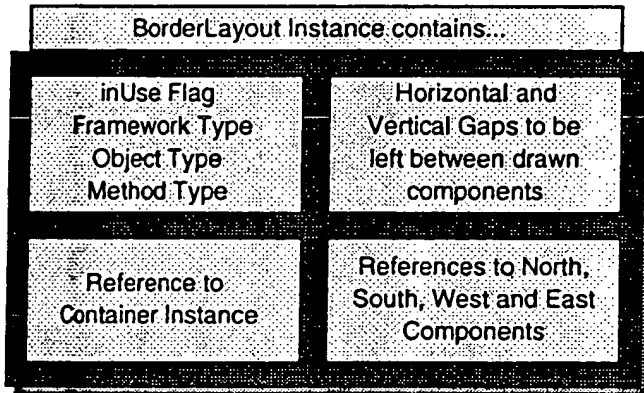 BorderLayout Instance contains...
inUse Flag
Framework Type
Object Type
Method Type
Horizontal and
Vertical Gaps to be
left between drawn
components
Reference to
Container Instance
References to North,
South, West and East
Components